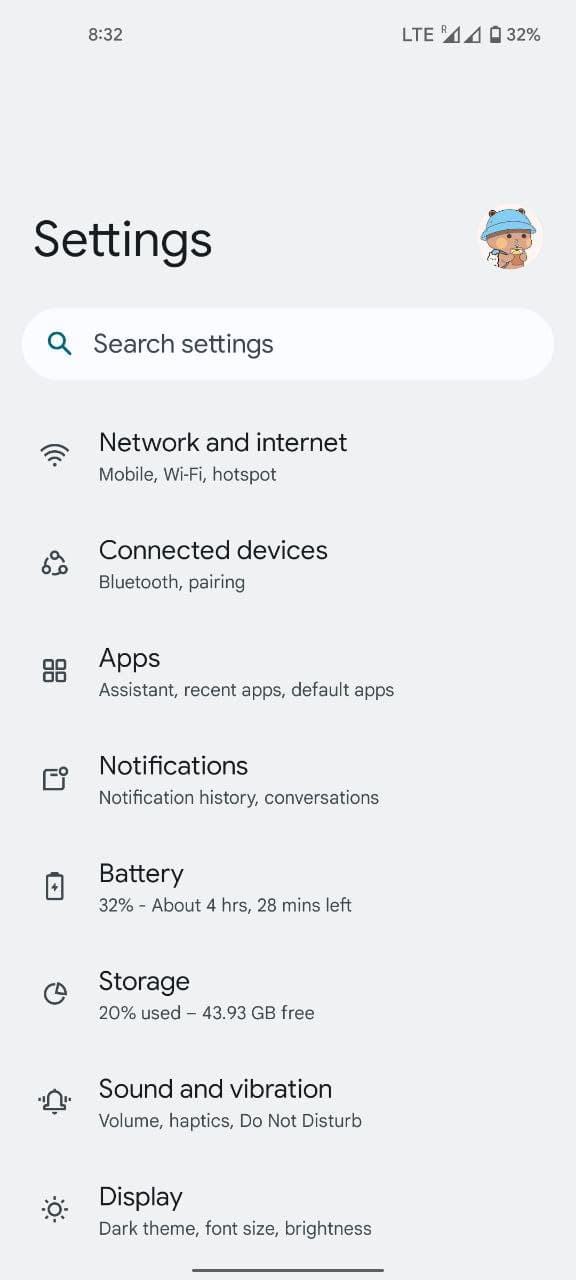 8:32 LTE R 32%
Settings
Search settings
Network and internet
Mobile, Wi-Fi, hotspot
Connected devices
Bluetooth, pairing
Apps
Assistant, recent apps, default apps
Notifications
Notification history, conversations
Battery
32% - About 4 hrs, 28 mins left
Storage
20% used – 43.93 GB free
Sound and vibration
Volume, haptics, Do Not Disturb
Display
Dark theme, font size, brightness